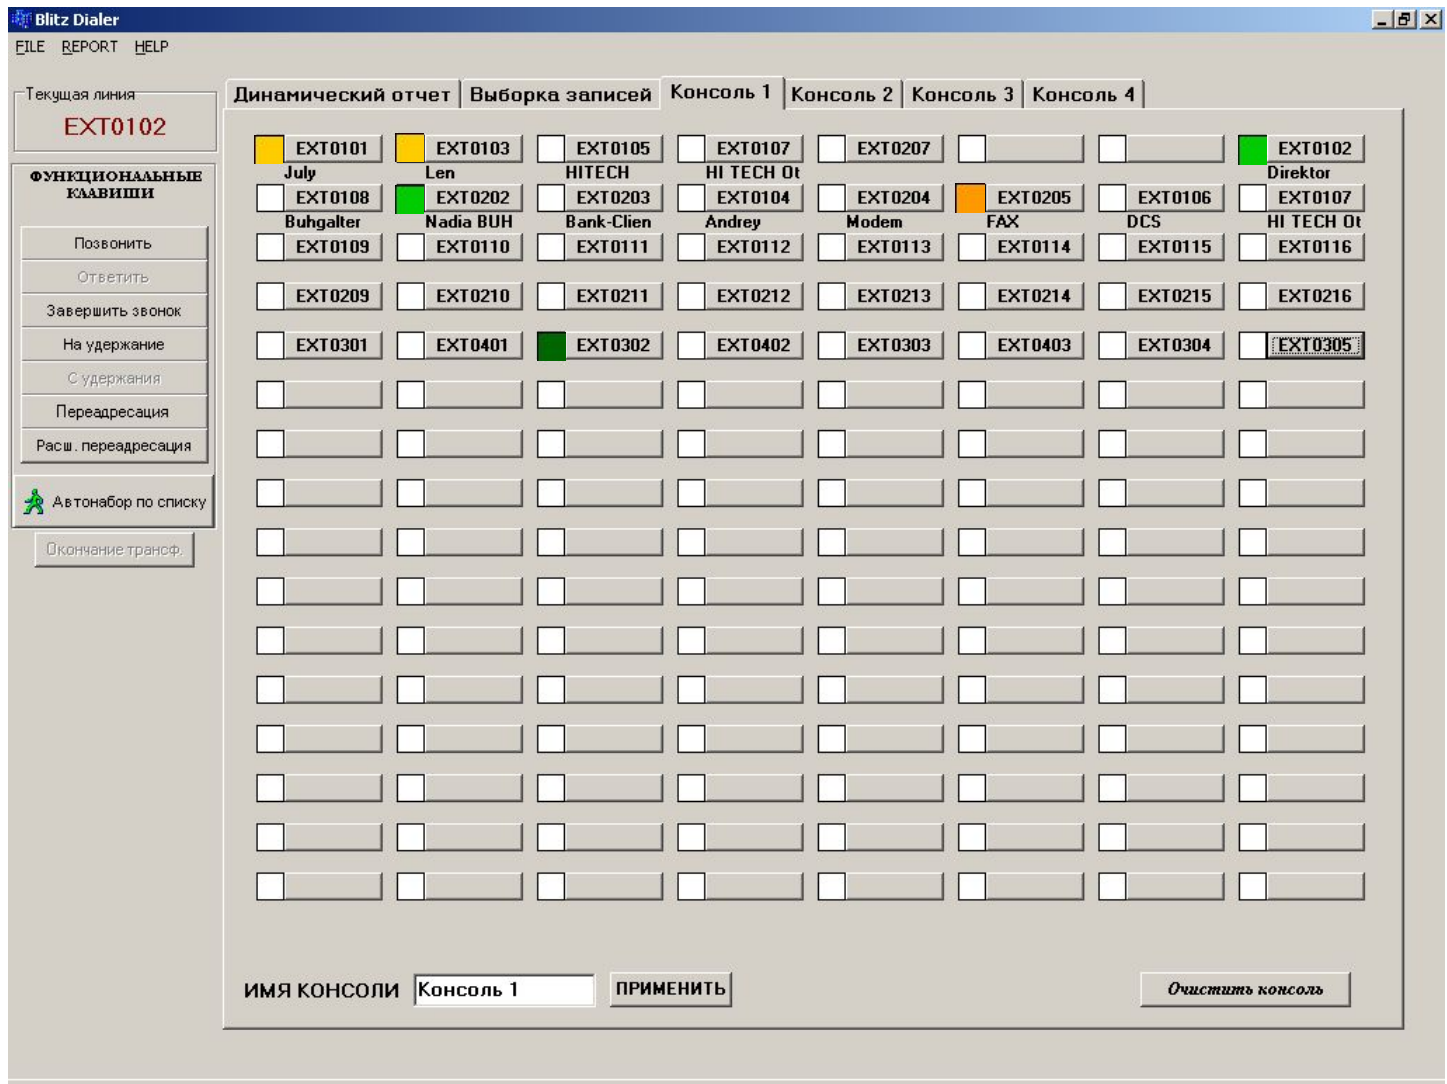 Blitz Dialer
FILE REPORT HELP
Текущая линия
EXT0102
ФУНКЦИОНАЛЬНЫЕ
КЛАВИШИ
Позвонить
Ответить
Завершить звонок
На удержание
С удержания
Переадресация
Расш. переадресация
Автонабор по списку
Окончание трансф.
Динамический отчет Выборка записей Консоль 1 Консоль 2 Консоль 3 Консоль 4
EXT0101 EXT0103 EXT0105 EXT0107 EXT0207 EXT0102
July Len HITECH HI TECH Ot Direktor
EXT0108 EXT0202 EXT0203 EXT0104 EXT0204 EXT0205 EXT0106 EXT0107
Buhgalter Nadia BUH Bank-Clien Andrey Modem FAX DCS HI TECH Ot
EXT0109 EXT0110 EXT0111 EXT0112 EXT0113 EXT0114 EXT0115 EXT0116
EXT0209 EXT0210 EXT0211 EXT0212 EXT0213 EXT0214 EXT0215 EXT0216
EXT0301 EXT0401 EXT0302 EXT0402 EXT0303 EXT0403 EXT0304 EXT0305
ИМЯ КОНСОЛИ Консоль 1 ПРИМЕНИТЬ Очистить консоль